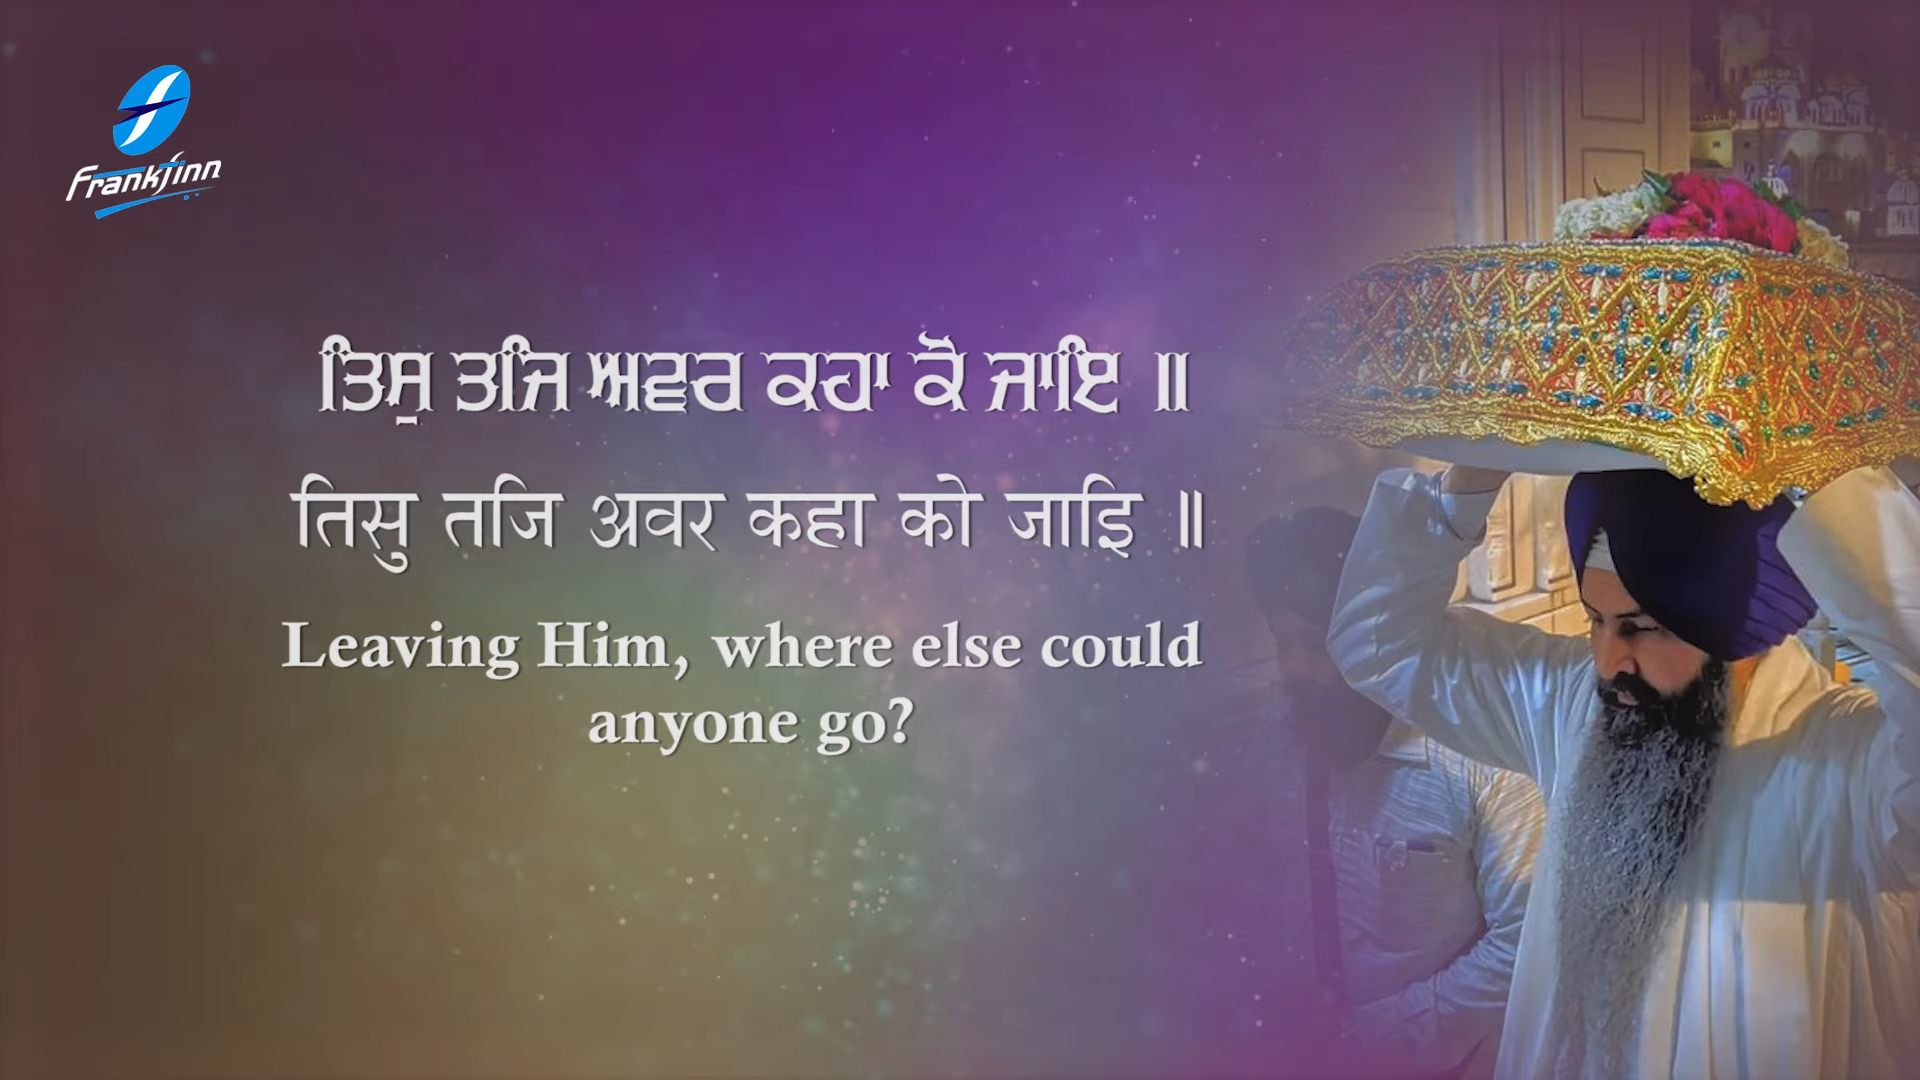 Frankfinn
ਤਿਸੁ ਤਜਿ ਅਵਰ ਕਹਾ ਕੋ ਜਾਇ ॥
तिसु तजि अवर कहा को जाइि ॥
Leaving Him, where else could
anyone go?